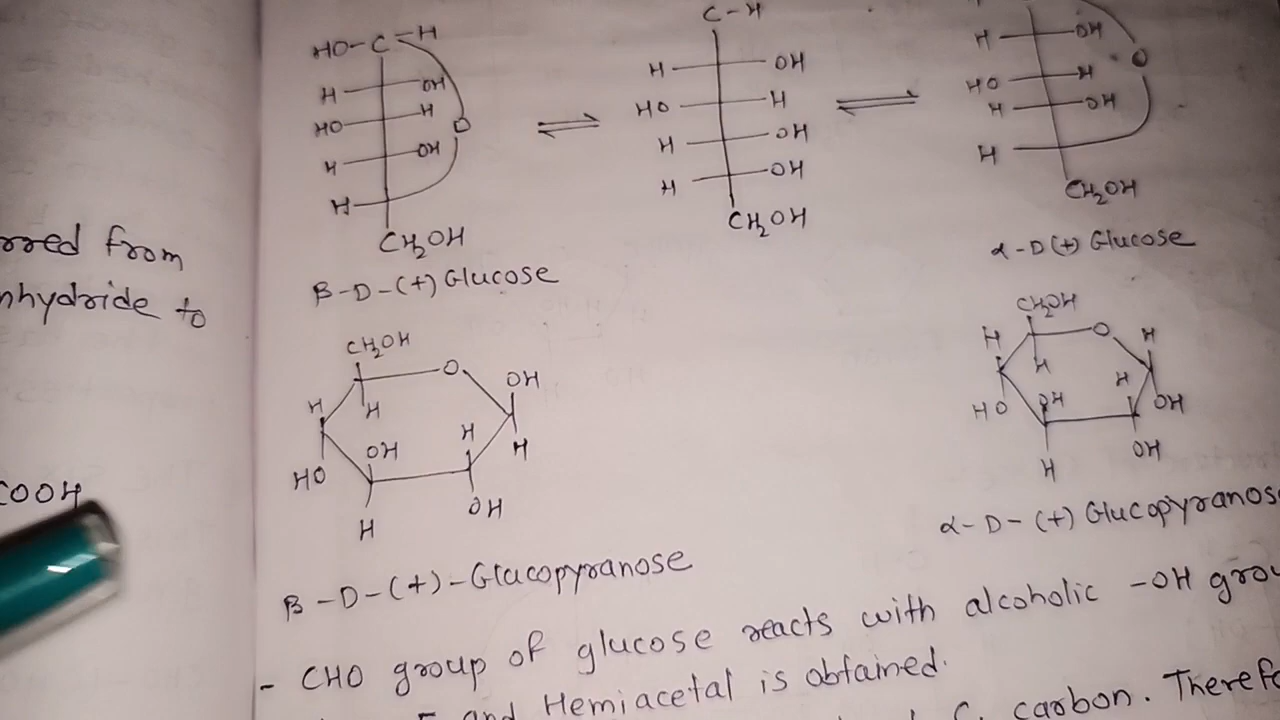 HO-C-H
H OH
HO H
O
H OH
H
CH2OH
β-D-(+) Glucose
C-H
H OH
HO H
H OH
H OH
CH2OH
H OH
O
HO H
H OH
H
CH2OH
α-D(+) Glucose
rred from
nhydride to
COOH
CH2OH
O
OH
H
H
OH
H
H
HO
OH
H
β-D-(+)-Glucopyranose
CH2OH
O
H
H
H
H
HO
OH
OH
OH
H
α-D-(+) Glucopyranos
- CHO group of glucose reacts with alcoholic -OH grou
5 and Hemiacetal is obtained.
C1 carbon. Therefo